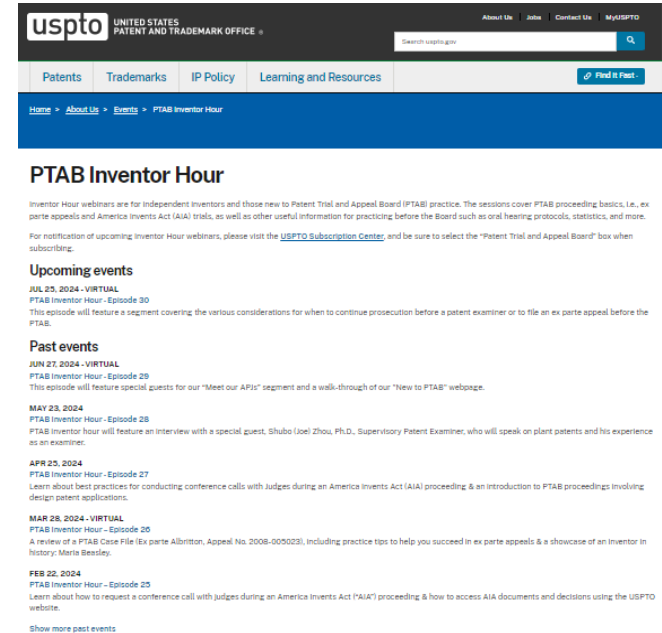 uspto UNITED STATES
PATENT AND TRADEMARK OFFICE ®
About Us
Jobs
Contact Us
MyUSPTO
Search uspto.gov
Patents
Trademarks
IP Policy
Learning and Resources
Find It Fast
Home > About Us > Events > PTAB Inventor Hour
PTAB Inventor Hour
Inventor Hour webinars are for independent inventors and those new to Patent Trial and Appeal Board (PTAB) practice. The sessions cover PTAB proceeding basics, i.e., ex
parte appeals and America Invents Act (AIA) trials, as well as other useful information for practicing before the Board such as oral hearing protocols, statistics, and more.
For notification of upcoming Inventor Hour webinars, please visit the USPTO Subscription Center, and be sure to select the "Patent Trial and Appeal Board" box when
subscribing.
Upcoming events
JUL 25, 2024 - VIRTUAL
PTAB Inventor Hour - Episode 30
This episode will feature a segment covering the various considerations for when to continue prosecution before a patent examiner or to file an ex parte appeal before the
PTAB.
Past events
JUN 27, 2024 - VIRTUAL
PTAB Inventor Hour - Episode 29
This episode will feature special guests for our "Meet our APJs" segment and a walk-through of our "New to PTAB" webpage.
MAY 23, 2024
PTAB Inventor Hour - Episode 28
PTAB inventor hour will feature an interview with a special guest, Shubo (Joe) Zhou, Ph.D., Supervisory Patent Examiner, who will speak on plant patents and his experience
as an examiner.
APR 25, 2024
PTAB Inventor Hour - Episode 27
Learn about best practices for conducting conference calls with Judges during an America Invents Act (AIA) proceeding & an introduction to PTAB proceedings involving
design patent applications.
MAR 28, 2024 - VIRTUAL
PTAB Inventor Hour – Episode 26
A review of a PTAB Case File (Ex parte Albritton, Appeal No. 2008-005023), including practice tips to help you succeed in ex parte appeals & a showcase of an inventor in
history: Maria Beasley.
FEB 22, 2024
PTAB Inventor Hour – Episode 25
Learn about how to request a conference call with judges during an America Invents Act ("AIA") proceeding & how to access AIA documents and decisions using the USPTO
website.
Show more past events